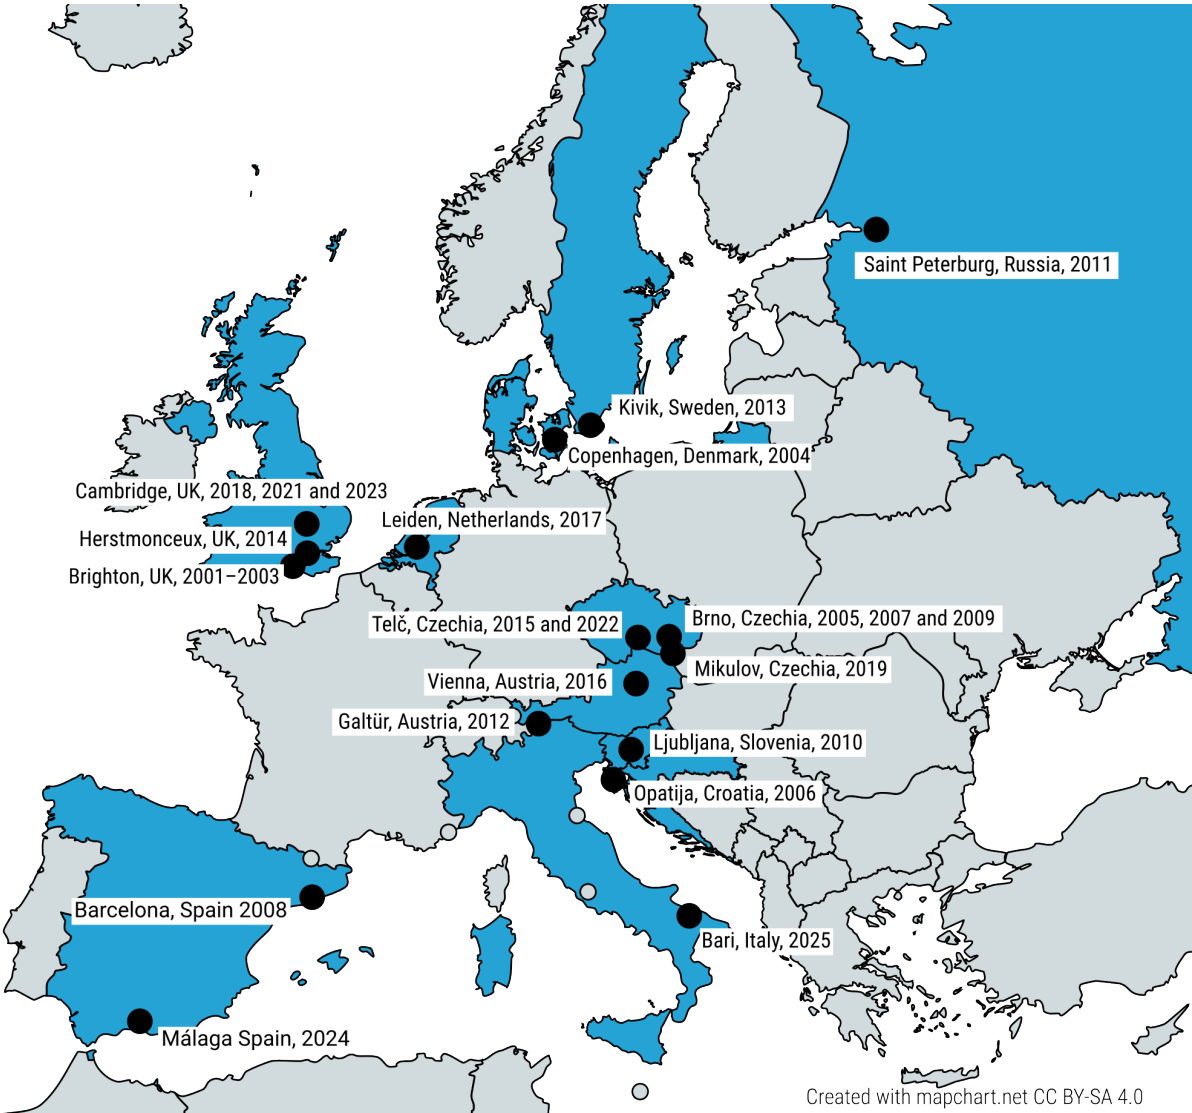 Saint Peterburg, Russia, 2011
Kivik, Sweden, 2013
Copenhagen, Denmark, 2004
Cambridge, UK, 2018, 2021 and 2023
Leiden, Netherlands, 2017
Herstmonceux, UK, 2014
Brighton, UK, 2001–2003
Telč, Czechia, 2015 and 2022
Brno, Czechia, 2005, 2007 and 2009
Mikulov, Czechia, 2019
Vienna, Austria, 2016
Galtür, Austria, 2012
Ljubljana, Slovenia, 2010
Opatija, Croatia, 2006
Barcelona, Spain 2008
Bari, Italy, 2025
Málaga Spain, 2024
Created with mapchart.net CC BY-SA 4.0